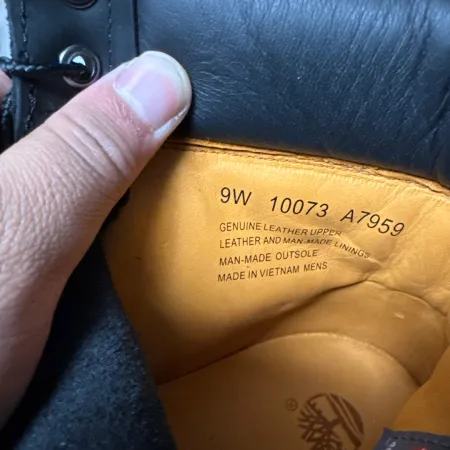 9W 10073 A7959
GENUINE LEATHER UPPER
LEATHER AND MAN-MADE LININGS
MAN-MADE OUTSOLE
MADE IN VIETNAM MENS
®